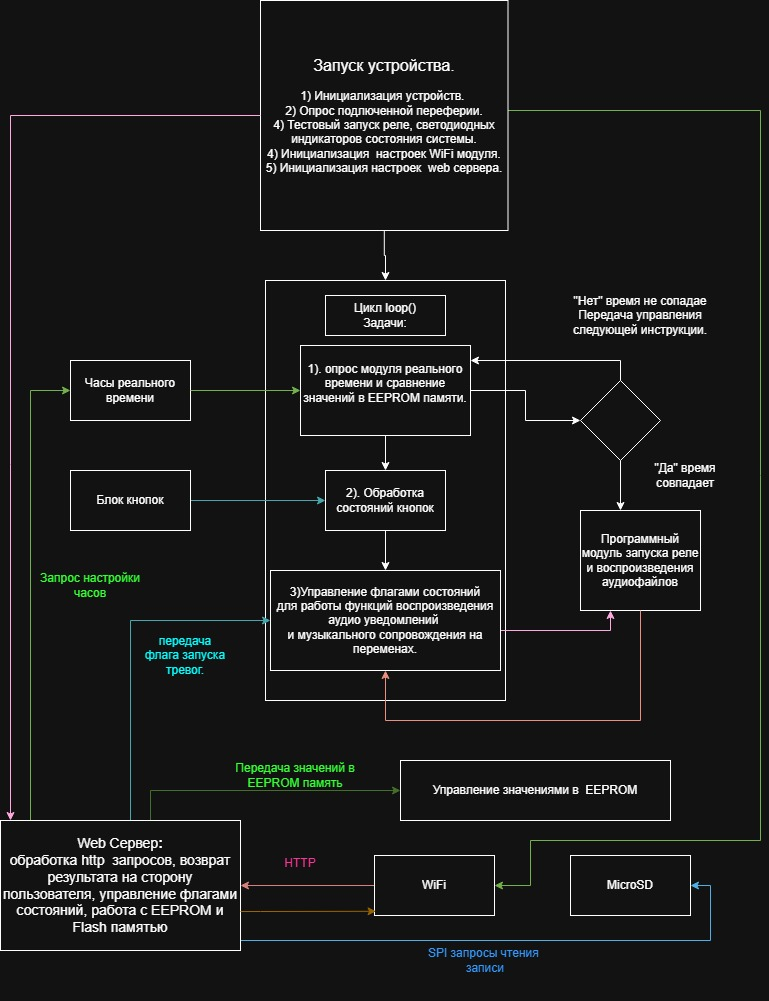 Запуск устройства.
1) Инициализация устройств.
2) Опрос подлюченной переферии.
4) Тестовый запуск реле, светодиодных
индикаторов состояния системы.
4) Инициализация настроек WiFi модуля.
5) Инициализация настроек web сервера.
Цикл loop()
Задачи:
"Нет" время не сопадае
Передача управления
следующей инструкции.
1). опрос модуля реального
времени и сравнение
значений в EEPROM памяти.
Часы реального
времени
"Да" время
совпадает
Блок кнопок
2). Обработка
состояний кнопок
Программный
модуль запуска реле
и воспроизведения
аудиофайлов
Запрос настройки
часов
3)Управление флагами состояний
для работы функций воспроизведения
аудио уведомлений
и музыкального сопровождения на
переменах.
передача
флага запуска
тревог.
Передача значений в
EEPROM память
Управление значениями в EEPROM
Web Сервер:
обработка http запросов, возврат
результата на сторону
пользователя, управление флагами
состояний, работа с EEPROM и
Flash памятью
HTTP
WiFi
MicroSD
SPI запросы чтения
записи